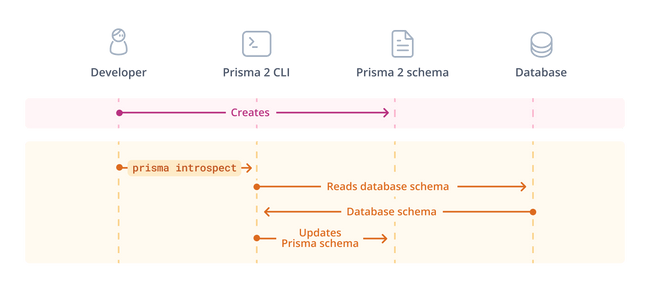 Developer
Prisma 2 CLI
Prisma 2 schema
Database
Creates
prisma introspect
Reads database schema
Database schema
Updates
Prisma schema